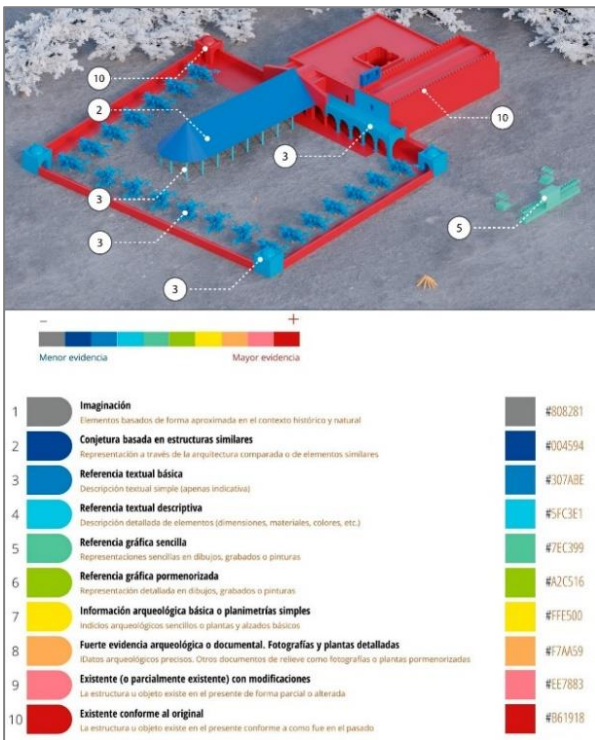 10
2
10
3
3
5
3
3
– +
Menor evidencia Mayor evidencia
1 Imaginación #808281
Elementos basados de forma aproximada en el contexto histórico y natural
2 Conjetura basada en estructuras similares #004594
Representación a través de la arquitectura comparada o de elementos similares
3 Referencia textual básica #307ABE
Descripción textual simple (apenas indicativa)
4 Referencia textual descriptiva #5FC3E1
Descripción detallada de elementos (dimensiones, materiales, colores, etc.)
5 Referencia gráfica sencilla #7EC399
Representaciones sencillas en dibujos, grabados o pinturas
6 Referencia gráfica pormenorizada #A2C516
Representación detallada en dibujos, grabados o pinturas
7 Información arqueológica básica o planimetrías simples #FFE500
Indicios arqueológicos sencillos o plantas y alzados básicos
8 Fuerte evidencia arqueológica o documental. Fotografías y plantas detalladas #F7AA59
IDatos arqueológicos precisos. Otros documentos de relieve como fotografías o plantas pormenorizadas
9 Existente (o parcialmente existente) con modificaciones #EE7883
La estructura u objeto existe en el presente de forma parcial o alterada
10 Existente conforme al original #B61918
La estructura u objeto existe en el presente conforme a como fue en el pasado